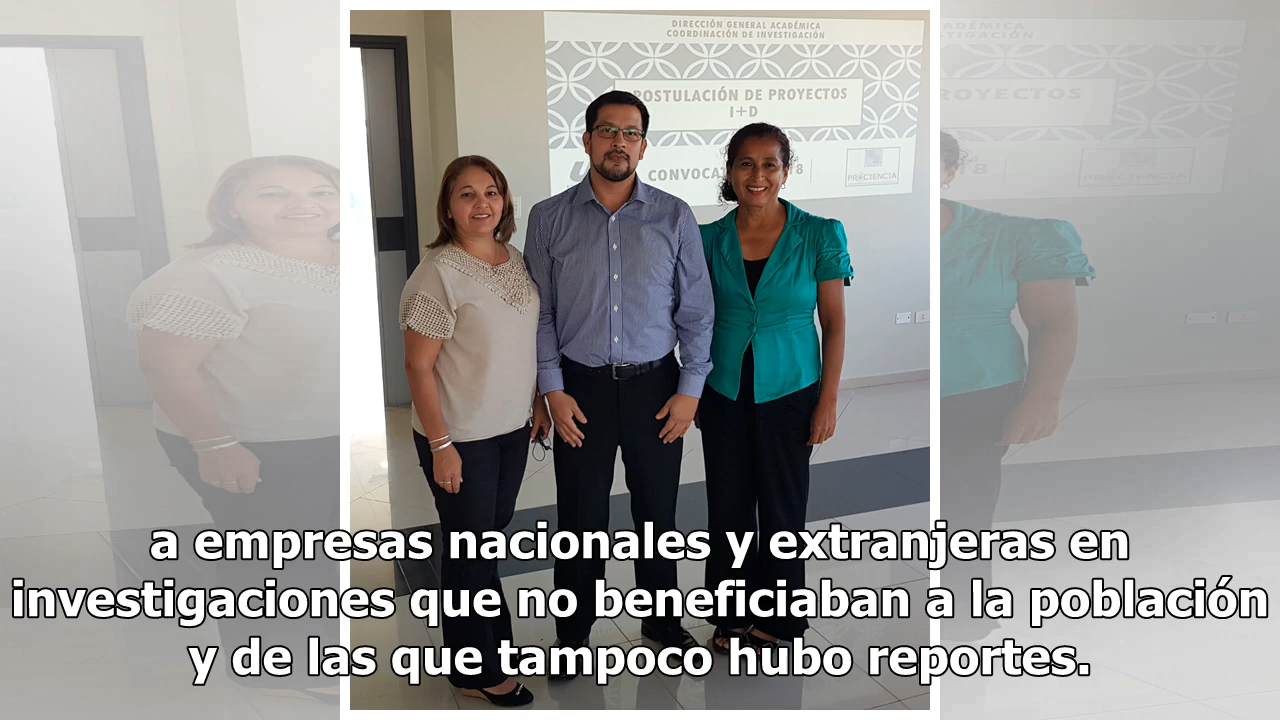 DIRECCIÓN GENERAL ACADÉMICA
COORDINACIÓN DE INVESTIGACIÓN
POSTULACIÓN DE PROYECTOS
I+D
PROCIENCIA
a empresas nacionales y extranjeras en
investigaciones que no beneficiaban a la población
y de las que tampoco hubo reportes.